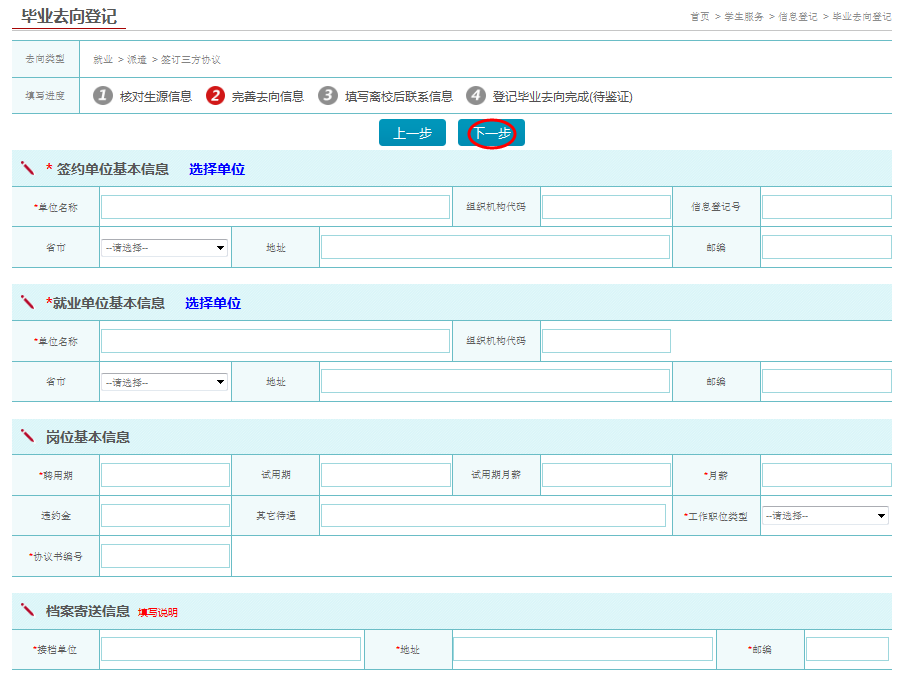 毕业去向登记
首页 > 学生服务 > 信息登记 > 毕业去向登记
去向类型 就业 > 派遣 > 签订三方协议
填写进度 1 核对生源信息 2 完善去向信息 3 填写离校后联系信息 4 登记毕业去向完成(待鉴证)
上一步 下一步
* 签约单位基本信息 选择单位
*单位名称 组织机构代码 信息登记号
省市 --请选择-- 地址 邮编
*就业单位基本信息 选择单位
*单位名称 组织机构代码
省市 --请选择-- 地址 邮编
岗位基本信息
*聘用期 试用期 试用期月薪 *月薪
违约金 其它待遇 *工作职位类型 --请选择--
*协议书编号
档案寄送信息 填写说明
*接档单位 *地址 *邮编